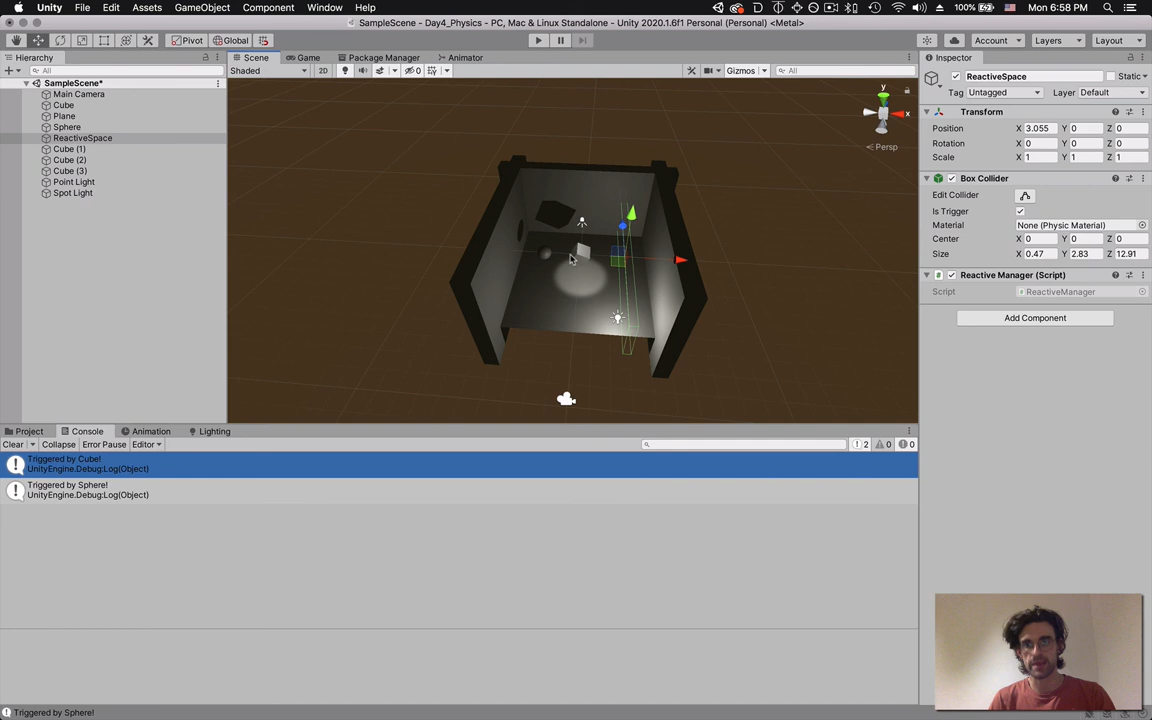 Unity File Edit Assets GameObject Component Window Help 100% Mon 6:58 PM
SampleScene - Day4_Physics - PC, Mac & Linux Standalone - Unity 2020.1.6f1 Personal (Personal) <Metal>
Pivot Global Account Layers Layout
Hierarchy Scene Game Package Manager Animator Inspector
All Shaded 2D 0 Gizmos All
SampleScene*
Main Camera
Cube
Plane
Sphere
ReactiveSpace
Cube (1)
Cube (2)
Cube (3)
Point Light
Spot Light
y
x
Persp
ReactiveSpace Static
Tag Untagged Layer Default
Transform
Position X 3.055 Y 0 Z 0
Rotation X 0 Y 0 Z 0
Scale X 1 Y 1 Z 1
Box Collider
Edit Collider
Is Trigger
Material None (Physic Material)
Center X 0 Y 0 Z 0
Size X 0.47 Y 2.83 Z 12.91
Reactive Manager (Script)
Script ReactiveManager
Add Component
Project Console Animation Lighting
Clear Collapse Error Pause Editor 2 0 0
Triggered by Cube!
UnityEngine.Debug:Log(Object)
Triggered by Sphere!
UnityEngine.Debug:Log(Object)
Triggered by Sphere!